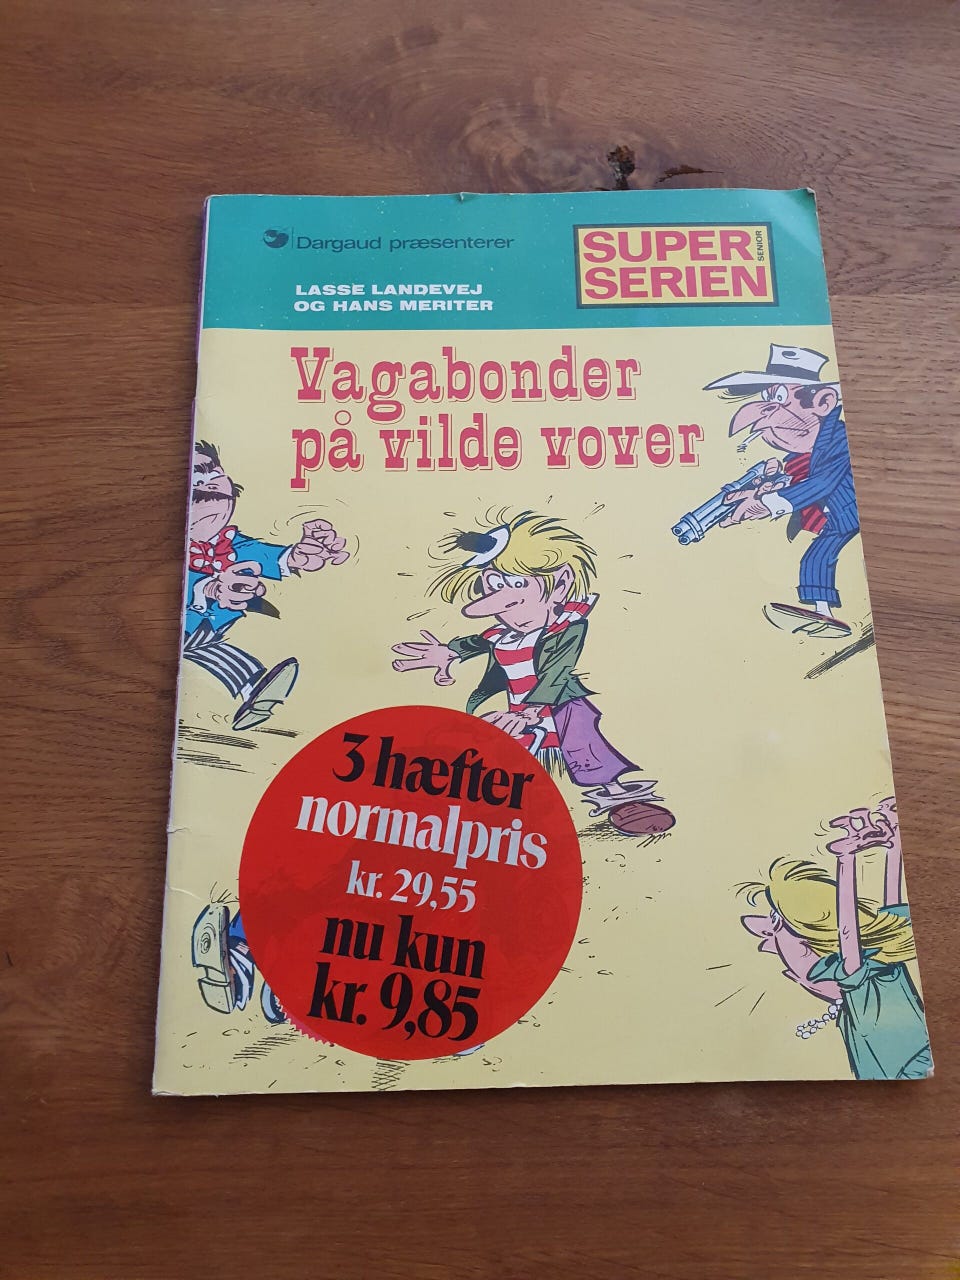 Dargaud præsenterer
SUPER
SERIEN
SENIOR
LASSE LANDEVEJ
OG HANS MERITER
Vagabonder
på vilde vover
3 hæfter
normalpris
kr. 29,55
nu kun
kr. 9,85